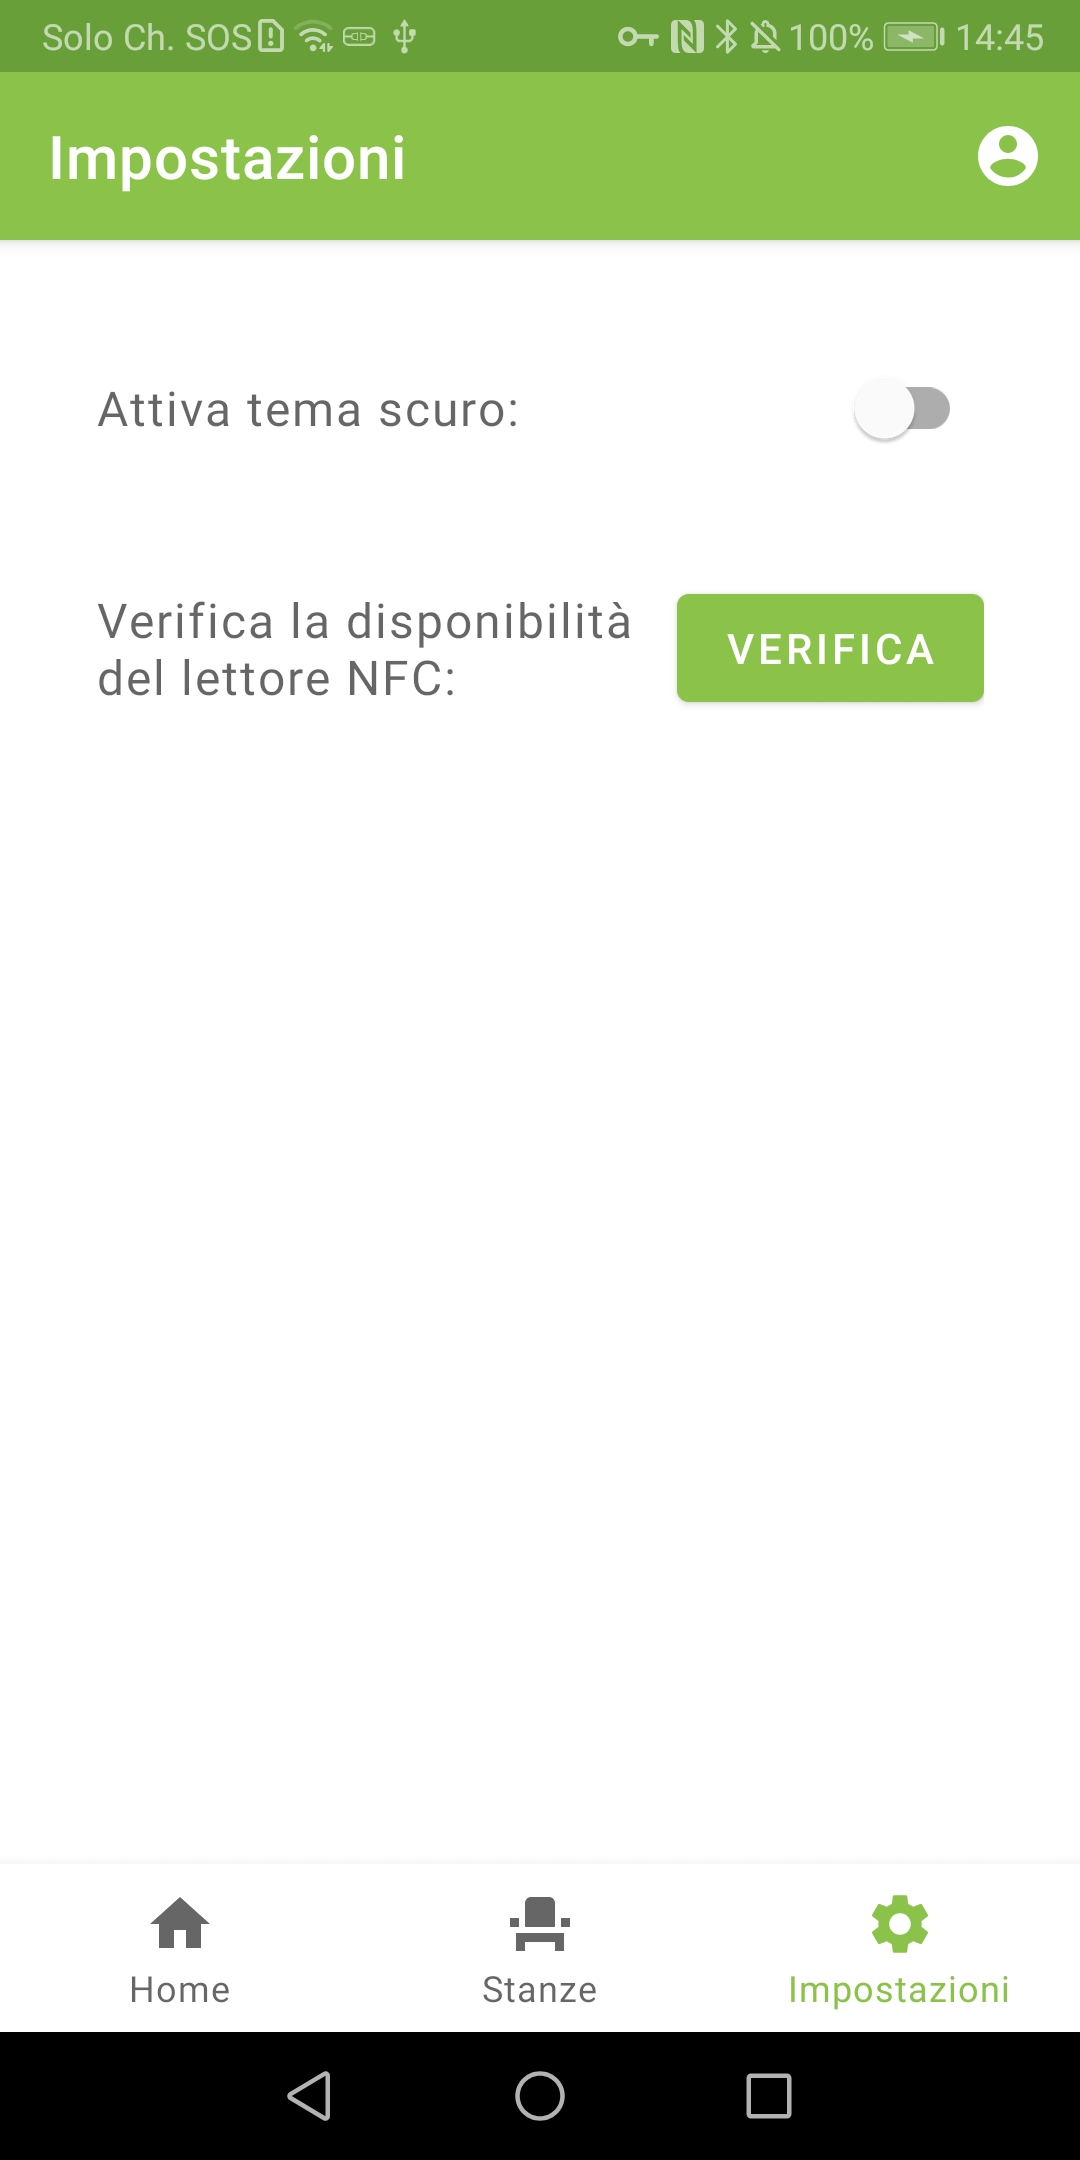 Solo Ch. SOS 100% 14:45
Impostazioni
Attiva tema scuro:
Verifica la disponibilità
del lettore NFC:
VERIFICA
Home Stanze Impostazioni